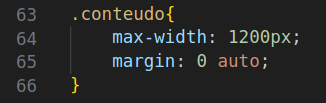 63 .conteudo{
64 max-width: 1200px;
65 margin: 0 auto;
66 }